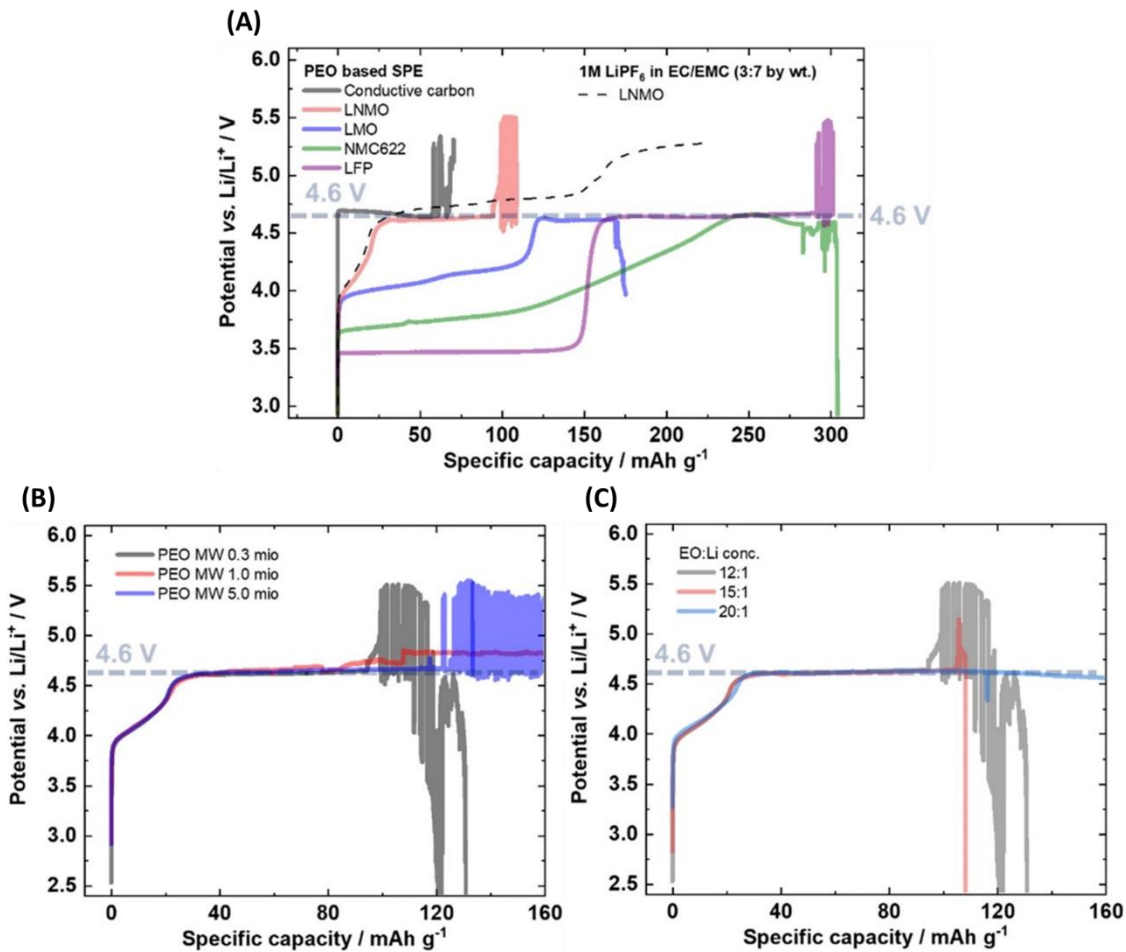 (A)
PEO based SPE
Conductive carbon
LNMO
LMO
NMC622
LFP
1M LiPF₆ in EC/EMC (3:7 by wt.)
LNMO
4.6 V
4.6 V
6.0
5.5
5.0
4.5
4.0
3.5
3.0
Potential vs. Li/Li⁺ / V
0
50
100
150
200
250
300
Specific capacity / mAh g⁻¹
(B)
PEO MW 0.3 mio
PEO MW 1.0 mio
PEO MW 5.0 mio
4.6 V
6.0
5.5
5.0
4.5
4.0
3.5
3.0
2.5
Potential vs. Li/Li⁺ / V
0
40
80
120
160
Specific capacity / mAh g⁻¹
(C)
EO:Li conc.
12:1
15:1
20:1
4.6 V
6.0
5.5
5.0
4.5
4.0
3.5
3.0
2.5
Potential vs. Li/Li⁺ / V
0
40
80
120
160
Specific capacity / mAh g⁻¹